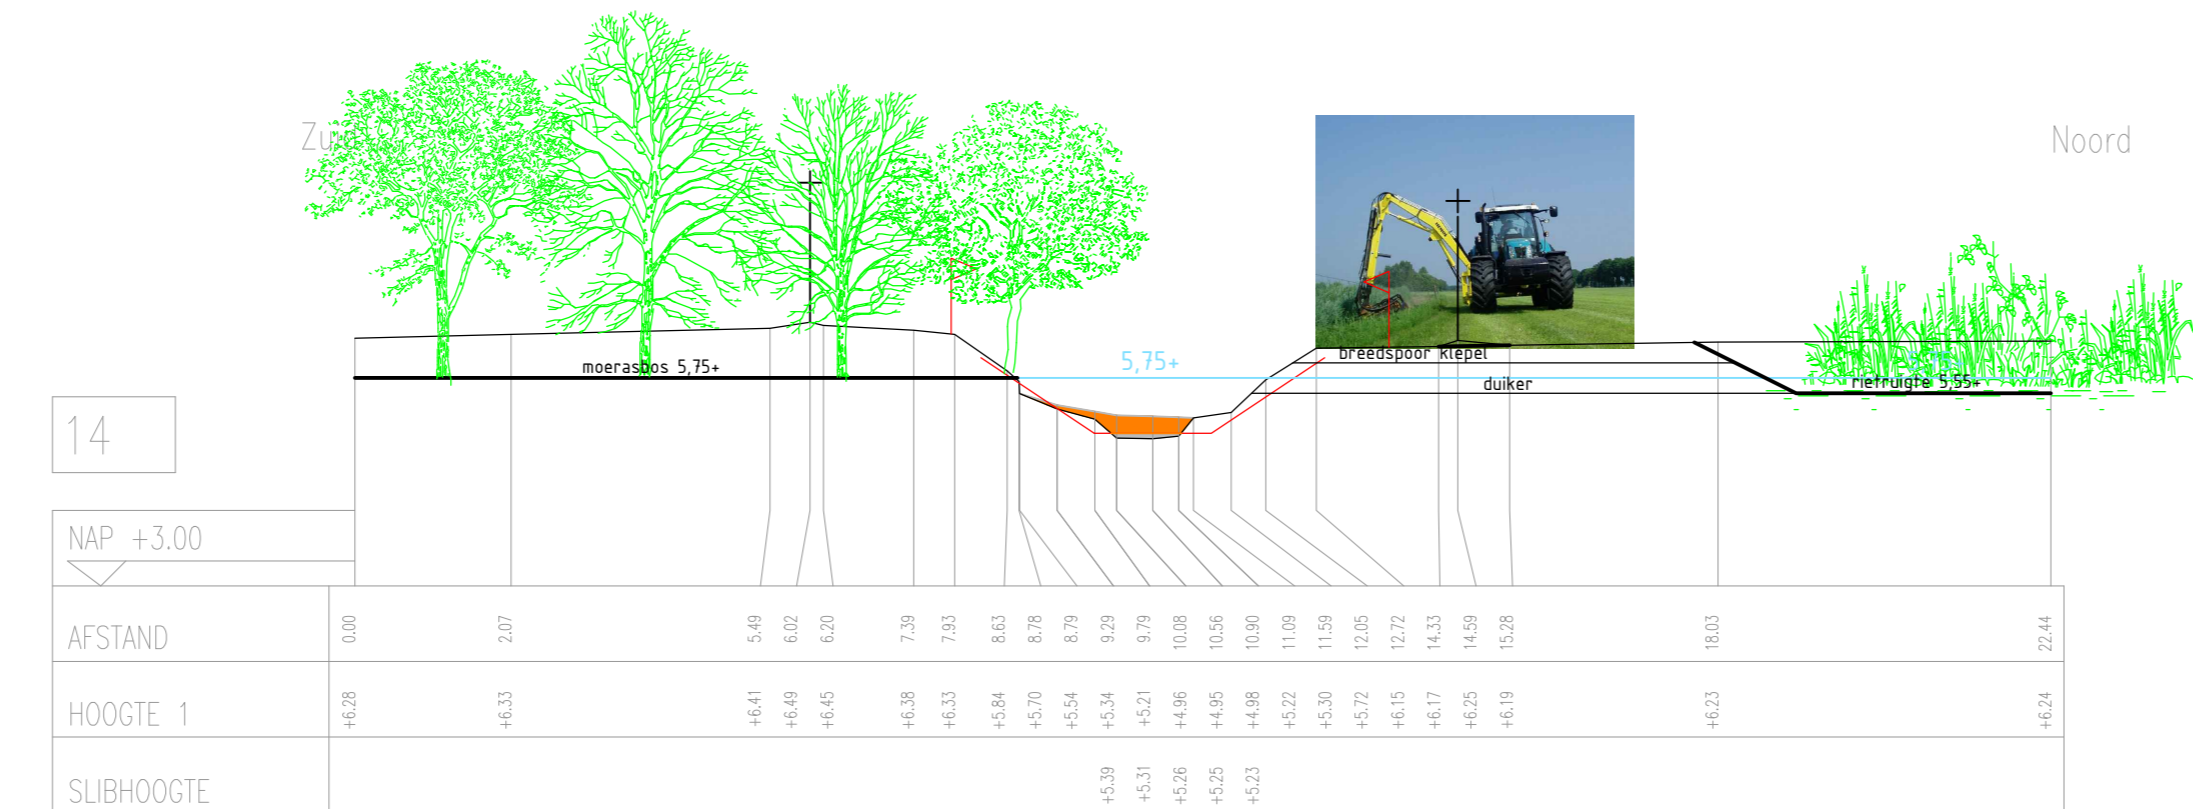 Noord
5,75+
breedspoor klepel
moerasbos 5,75+
duiker
rietruigte 5,55+
14
NAP +3.00
AFSTAND 0.00 2.07 5.49 6.02 6.20 7.39 7.93 8.63 8.78 8.79 9.29 9.79 10.08 10.56 10.90 11.09 11.59 12.05 12.72 14.33 14.59 15.28 18.03 22.44
HOOGTE 1 +6.28 +6.33 +6.41 +6.49 +6.45 +6.38 +6.33 +5.84 +5.70 +5.54 +5.34 +5.21 +4.96 +4.95 +4.98 +5.22 +5.30 +5.72 +6.15 +6.17 +6.25 +6.19 +6.23 +6.24
SLIBHOOGTE +5.39 +5.31 +5.26 +5.25 +5.23